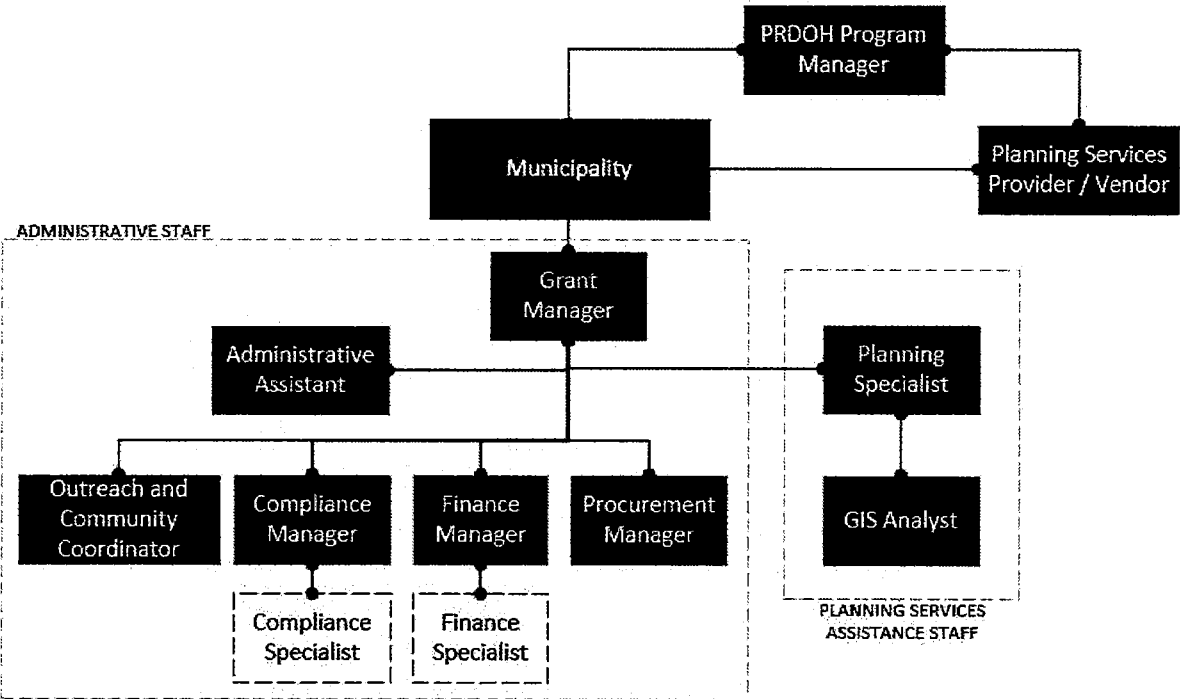 PRDOH Program
Manager
Municipality
Planning Services
Provider / Vendor
ADMINISTRATIVE STAFF
Grant
Manager
Administrative
Assistant
Planning
Specialist
Outreach and
Community
Coordinator
Compliance
Manager
Finance
Manager
Procurement
Manager
GIS Analyst
Compliance
Specialist
Finance
Specialist
PLANNING SERVICES
ASSISTANCE STAFF